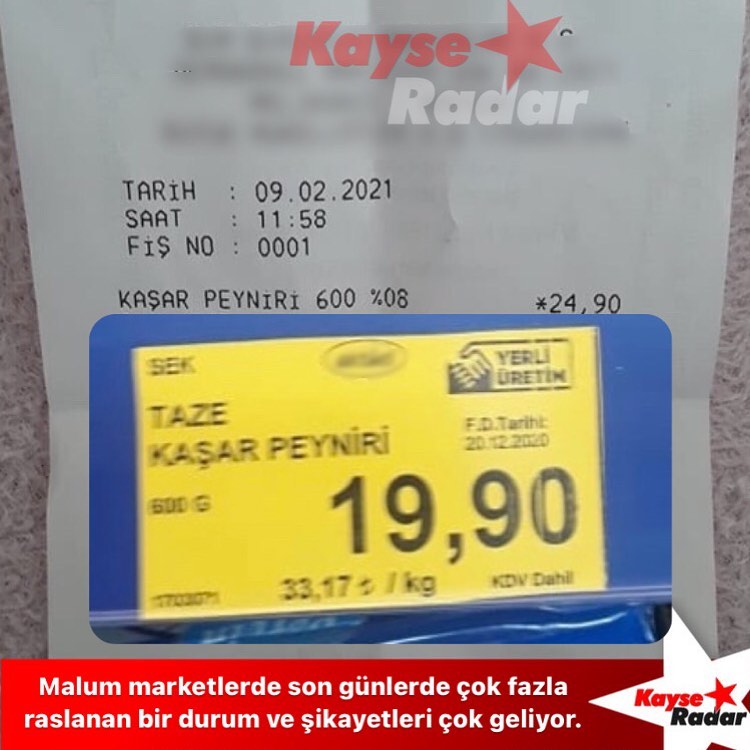 Kayse
Radar
TARİH : 09.02.2021
SAAT : 11:58
FİŞ NO : 0001
KAŞAR PEYNİRİ 600 %08 *24,90
SEK
YERLİ
ÜRETİM
TAZE
KAŞAR PEYNİRİ
F.D.Tarihi:
20.12.2020
600 G
19,90
1703071
33,17 ₺ / kg
KDV Dahil
Malum marketlerde son günlerde çok fazla
raslanan bir durum ve şikayetleri çok geliyor.
Kayse
Radar